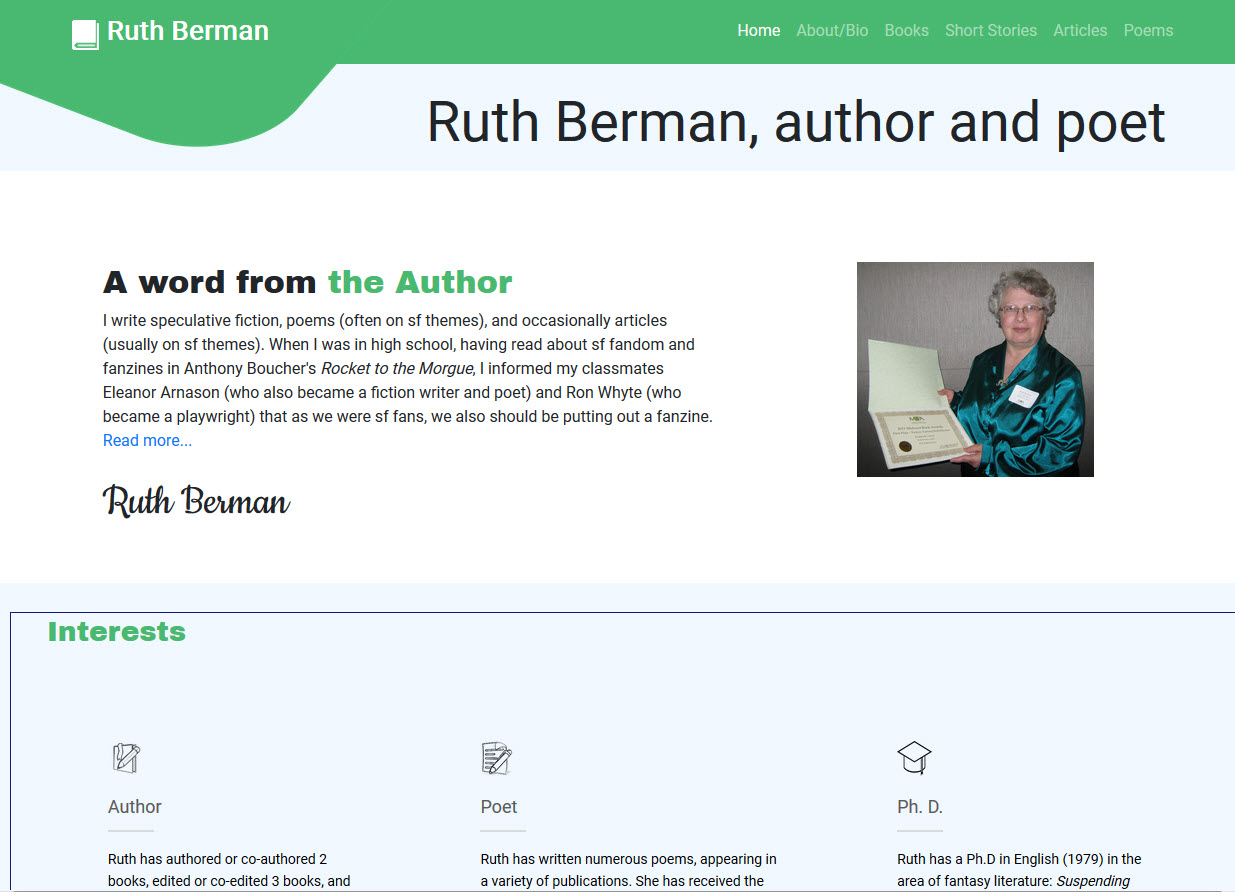 Ruth Berman
Home About/Bio Books Short Stories Articles Poems
Ruth Berman, author and poet
A word from the Author
I write speculative fiction, poems (often on sf themes), and occasionally articles
(usually on sf themes). When I was in high school, having read about sf fandom and
fanzines in Anthony Boucher's Rocket to the Morgue, I informed my classmates
Eleanor Arnason (who also became a fiction writer and poet) and Ron Whyte (who
became a playwright) that as we were sf fans, we also should be putting out a fanzine.
Read more...
Ruth Berman
Interests
Author
Ruth has authored or co-authored 2
books, edited or co-edited 3 books, and
Poet
Ruth has written numerous poems, appearing in
a variety of publications. She has received the
Ph. D.
Ruth has a Ph.D in English (1979) in the
area of fantasy literature: Suspending